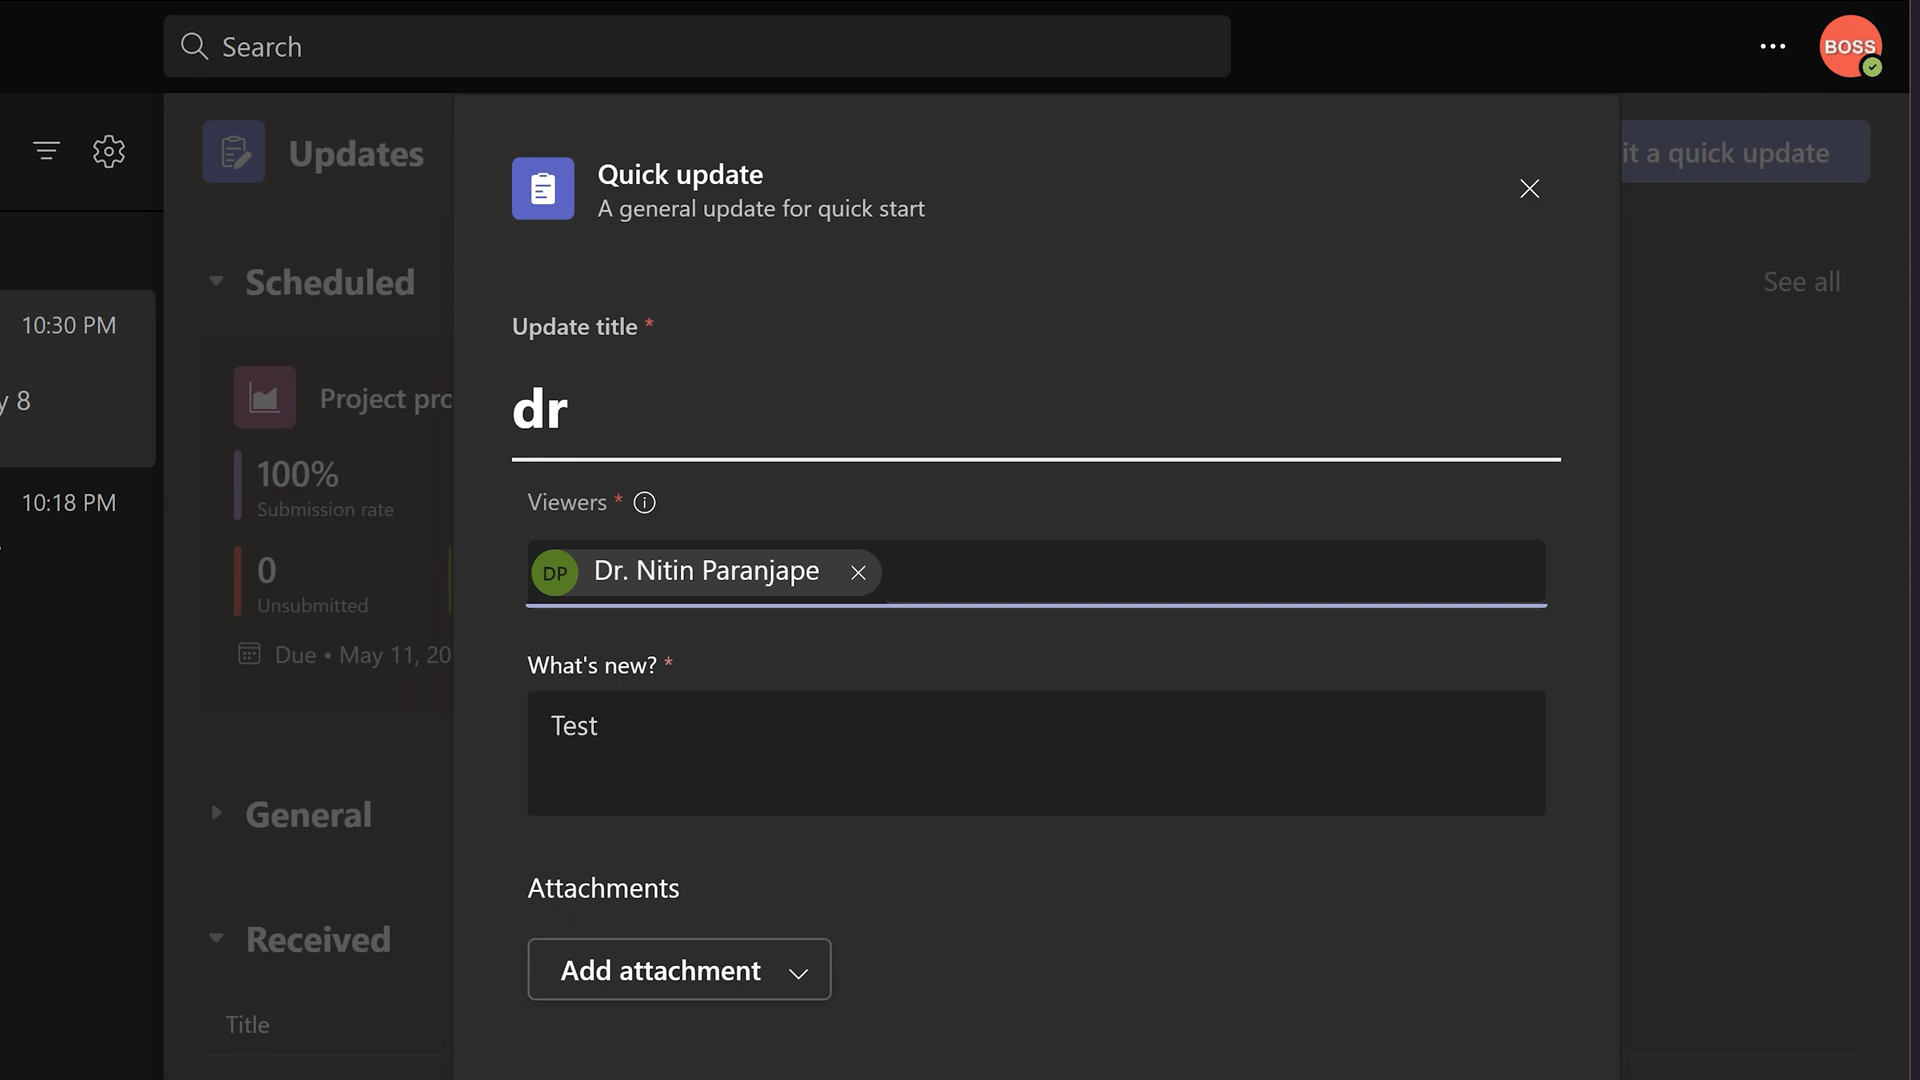 Search
BOSS
Updates
it a quick update
Quick update
A general update for quick start
Scheduled
See all
10:30 PM
Update title *
Project pro
y 8
dr
100%
Submission rate
10:18 PM
Viewers *
0
Unsubmitted
DP Dr. Nitin Paranjape
Due • May 11, 20
What's new? *
Test
General
Attachments
Received
Add attachment
Title